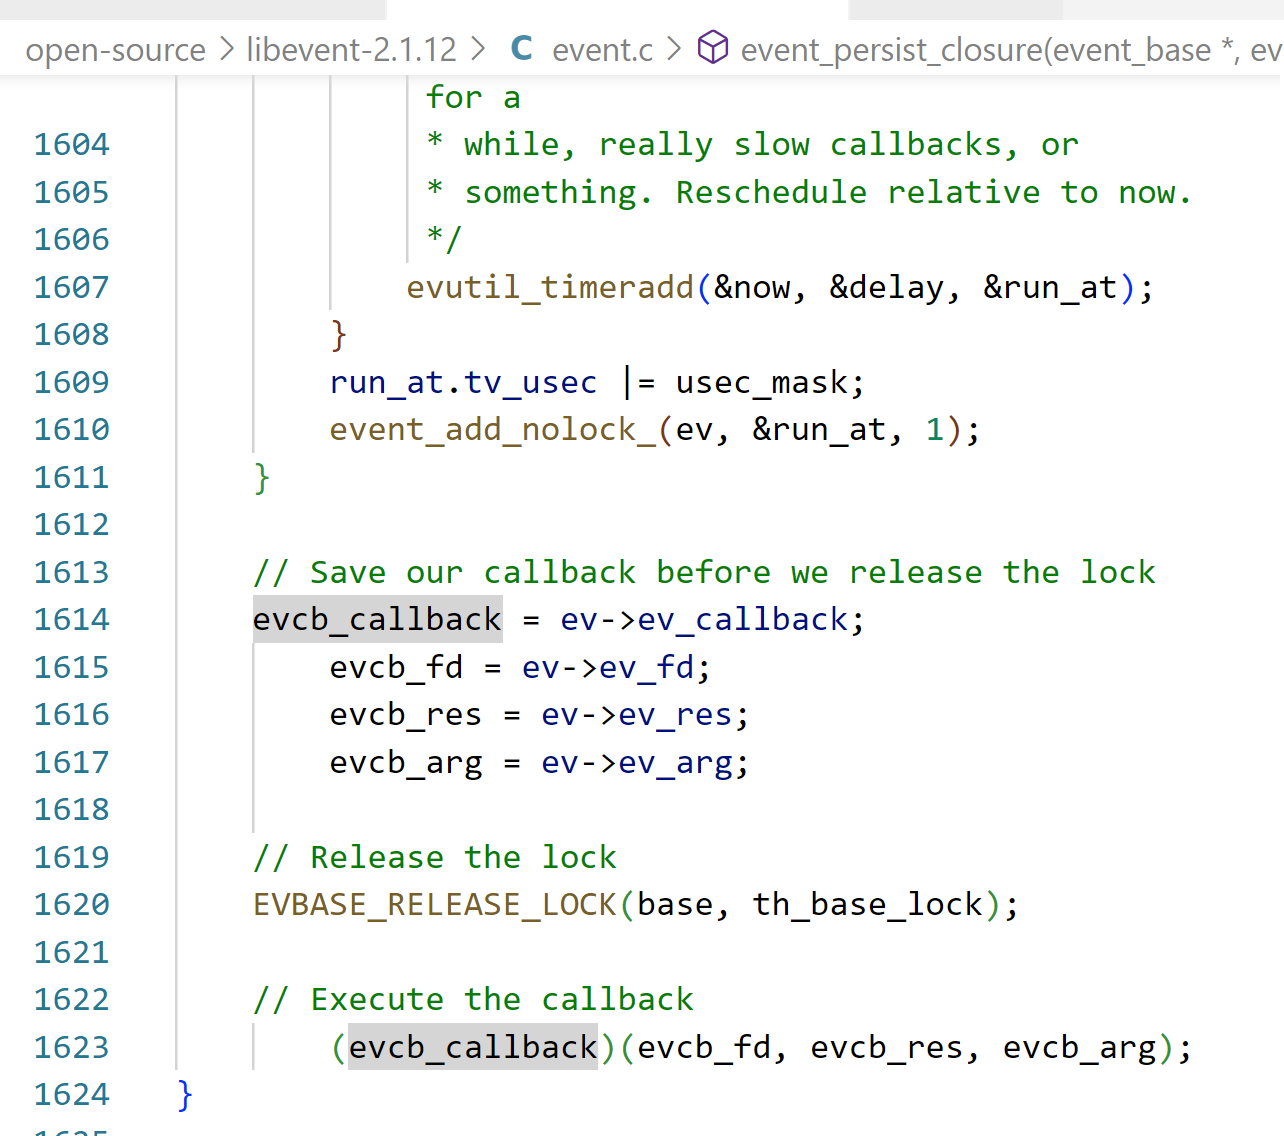 open-source > libevent-2.1.12 > C event.c > event_persist_closure(event_base *, ev
for a
1604 * while, really slow callbacks, or
1605 * something. Reschedule relative to now.
1606 */
1607 evutil_timeradd(&now, &delay, &run_at);
1608 }
1609 run_at.tv_usec |= usec_mask;
1610 event_add_nolock_(ev, &run_at, 1);
1611 }
1612
1613 // Save our callback before we release the lock
1614 evcb_callback = ev->ev_callback;
1615 evcb_fd = ev->ev_fd;
1616 evcb_res = ev->ev_res;
1617 evcb_arg = ev->ev_arg;
1618
1619 // Release the lock
1620 EVBASE_RELEASE_LOCK(base, th_base_lock);
1621
1622 // Execute the callback
1623 (evcb_callback)(evcb_fd, evcb_res, evcb_arg);
1624 }